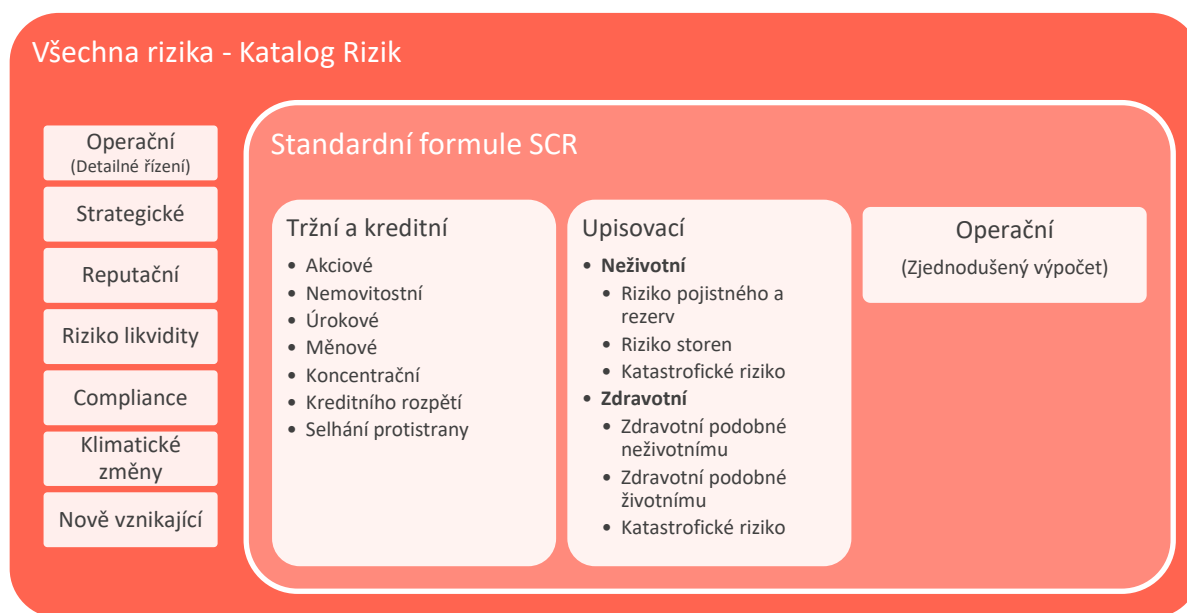 Všechna rizika - Katalog Rizik
Operační
(Detailné řízení)
Strategické
Reputační
Riziko likvidity
Compliance
Klimatické
změny
Nově vznikající
Standardní formule SCR
Tržní a kreditní
• Akciové
• Nemovitostní
• Úrokové
• Měnové
• Koncentrační
• Kreditního rozpětí
• Selhání protistrany
Upisovací
• Neživotní
• Riziko pojistného a
rezerv
• Riziko storen
• Katastrofické riziko
• Zdravotní
• Zdravotní podobné
neživotnímu
• Zdravotní podobné
životnímu
• Katastrofické riziko
Operační
(Zjednodušený výpočet)